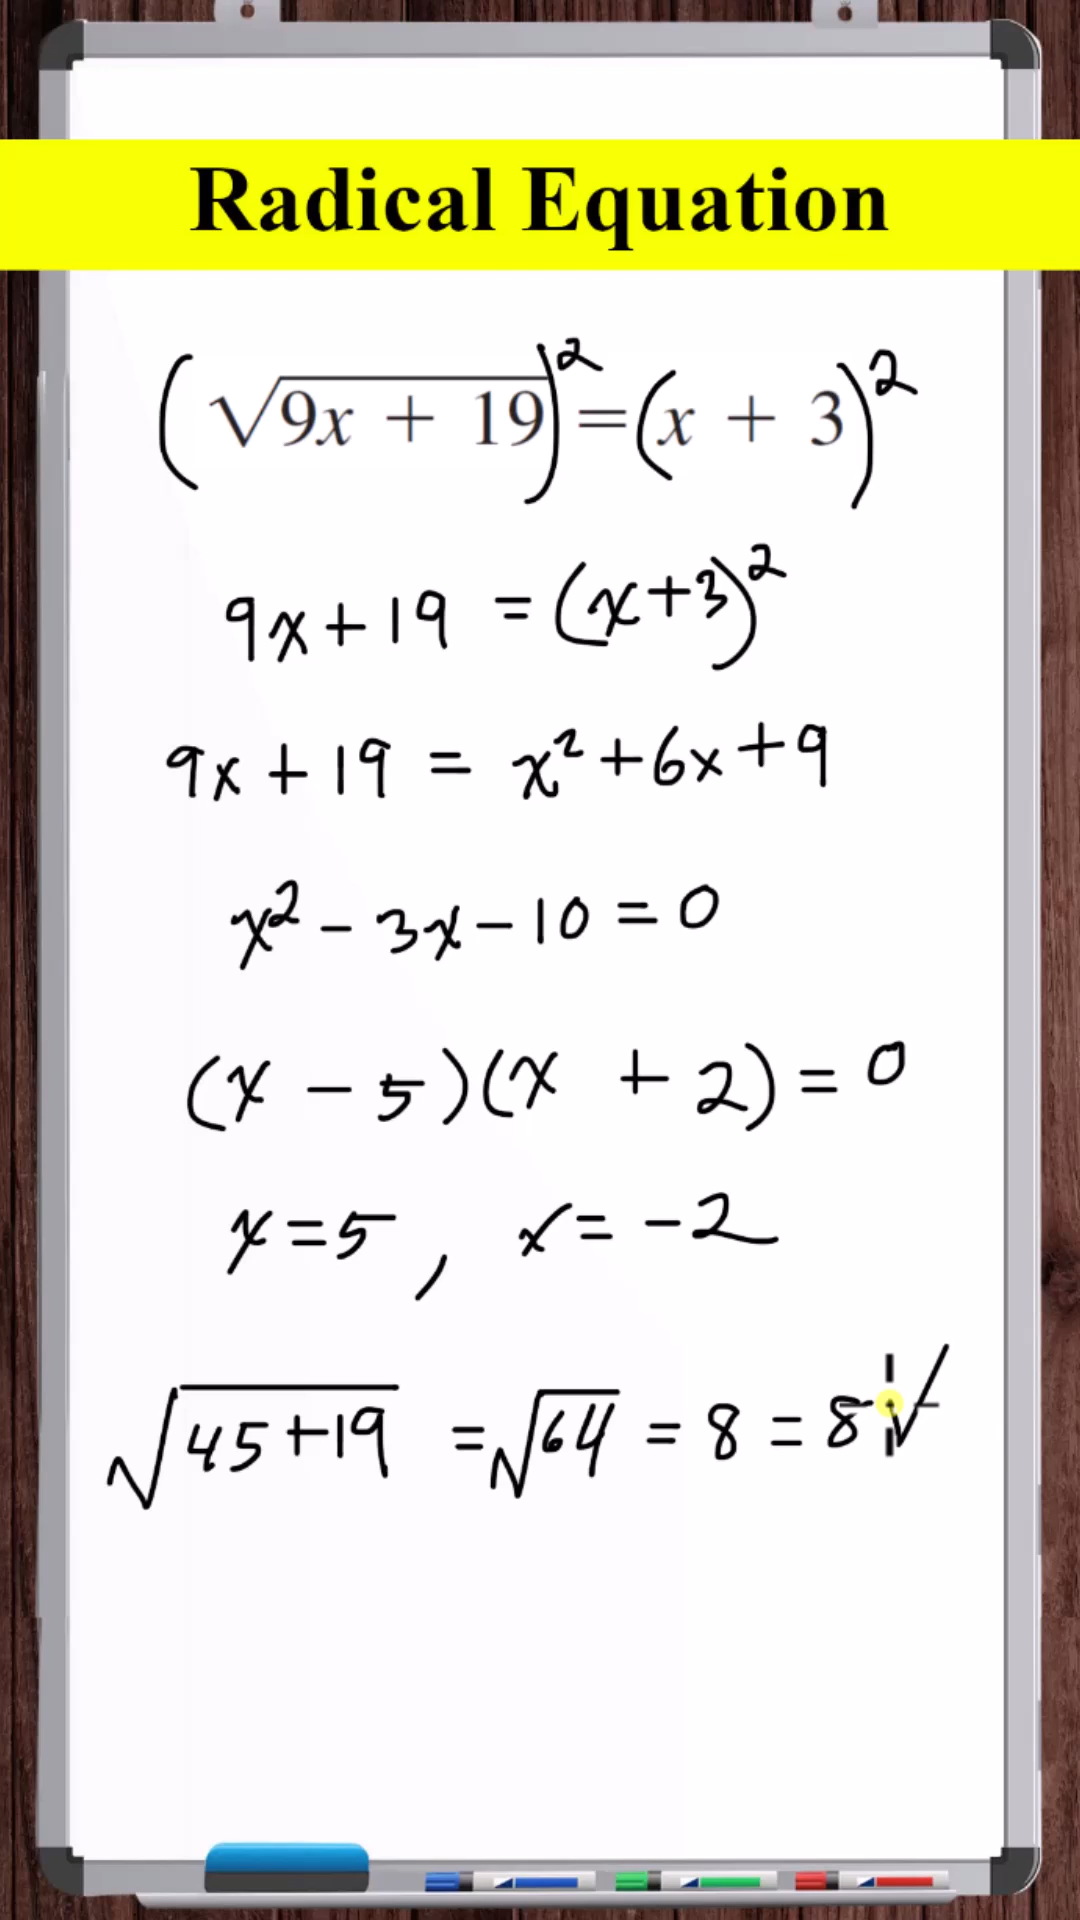 Radical Equation
(√(9x + 19))² = (x + 3)²
9x + 19 = (x+3)²
9x + 19 = x² + 6x + 9
x² - 3x - 10 = 0
(x - 5)(x + 2) = 0
x = 5, x = -2
√(45+19) = √64 = 8 = 8 ✓